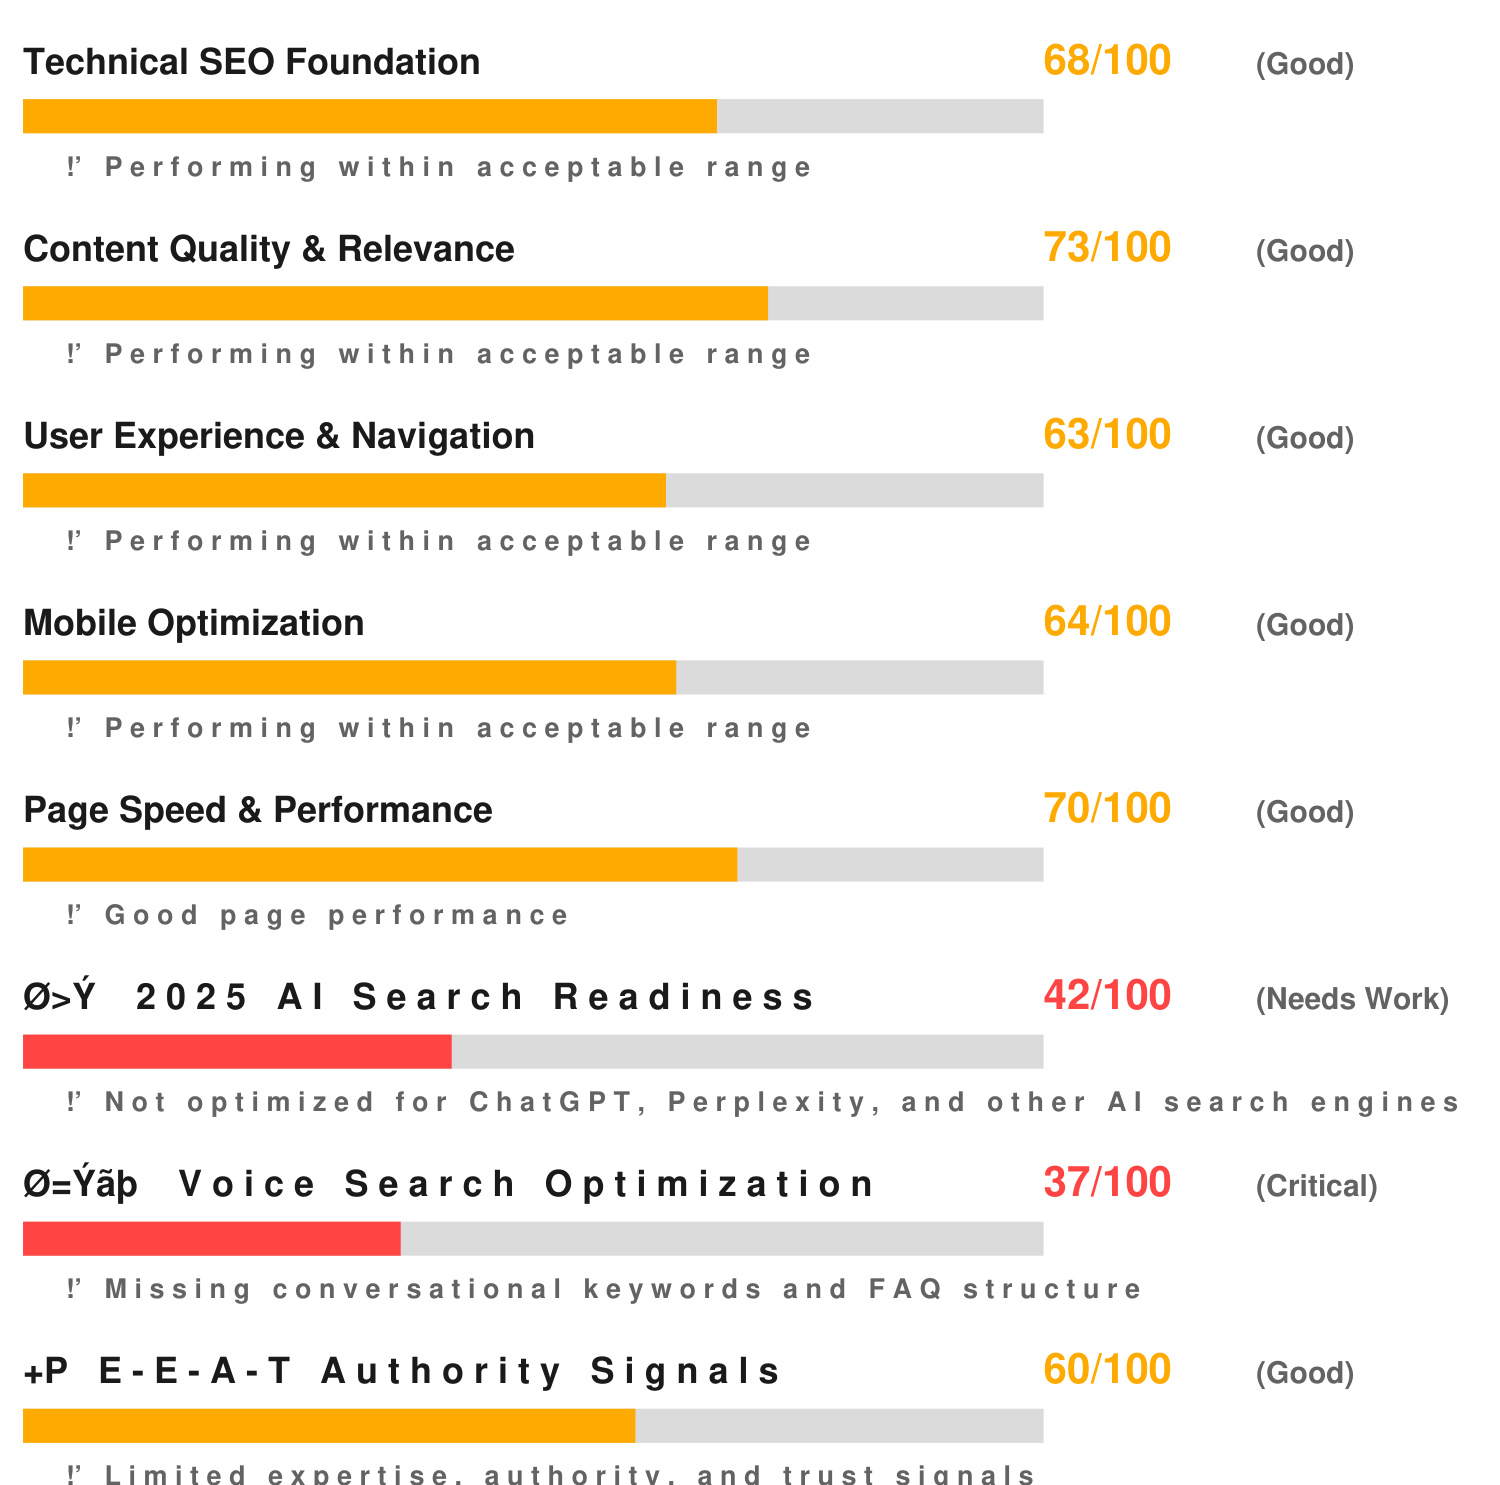 Technical SEO Foundation 68/100 (Good)
!’ Performing within acceptable range
Content Quality & Relevance 73/100 (Good)
!’ Performing within acceptable range
User Experience & Navigation 63/100 (Good)
!’ Performing within acceptable range
Mobile Optimization 64/100 (Good)
!’ Performing within acceptable range
Page Speed & Performance 70/100 (Good)
!’ Good page performance
Ø>Ý 2025 AI Search Readiness 42/100 (Needs Work)
!’ Not optimized for ChatGPT, Perplexity, and other AI search engines
Ø=Ýãþ Voice Search Optimization 37/100 (Critical)
!’ Missing conversational keywords and FAQ structure
+P E-E-A-T Authority Signals 60/100 (Good)
!’ Limited expertise, authority, and trust signals